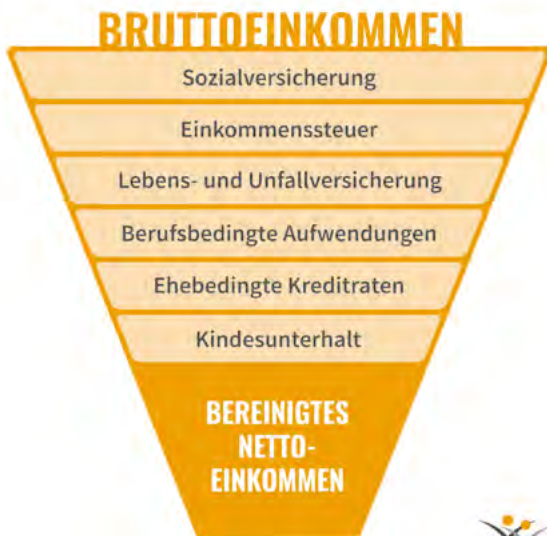 BRUTTOEINKOMMEN
Sozialversicherung
Einkommenssteuer
Lebens- und Unfallversicherung
Berufsbedingte Aufwendungen
Ehebedingte Kreditraten
Kindesunterhalt
BEREINIGTES
NETTO-
EINKOMMEN